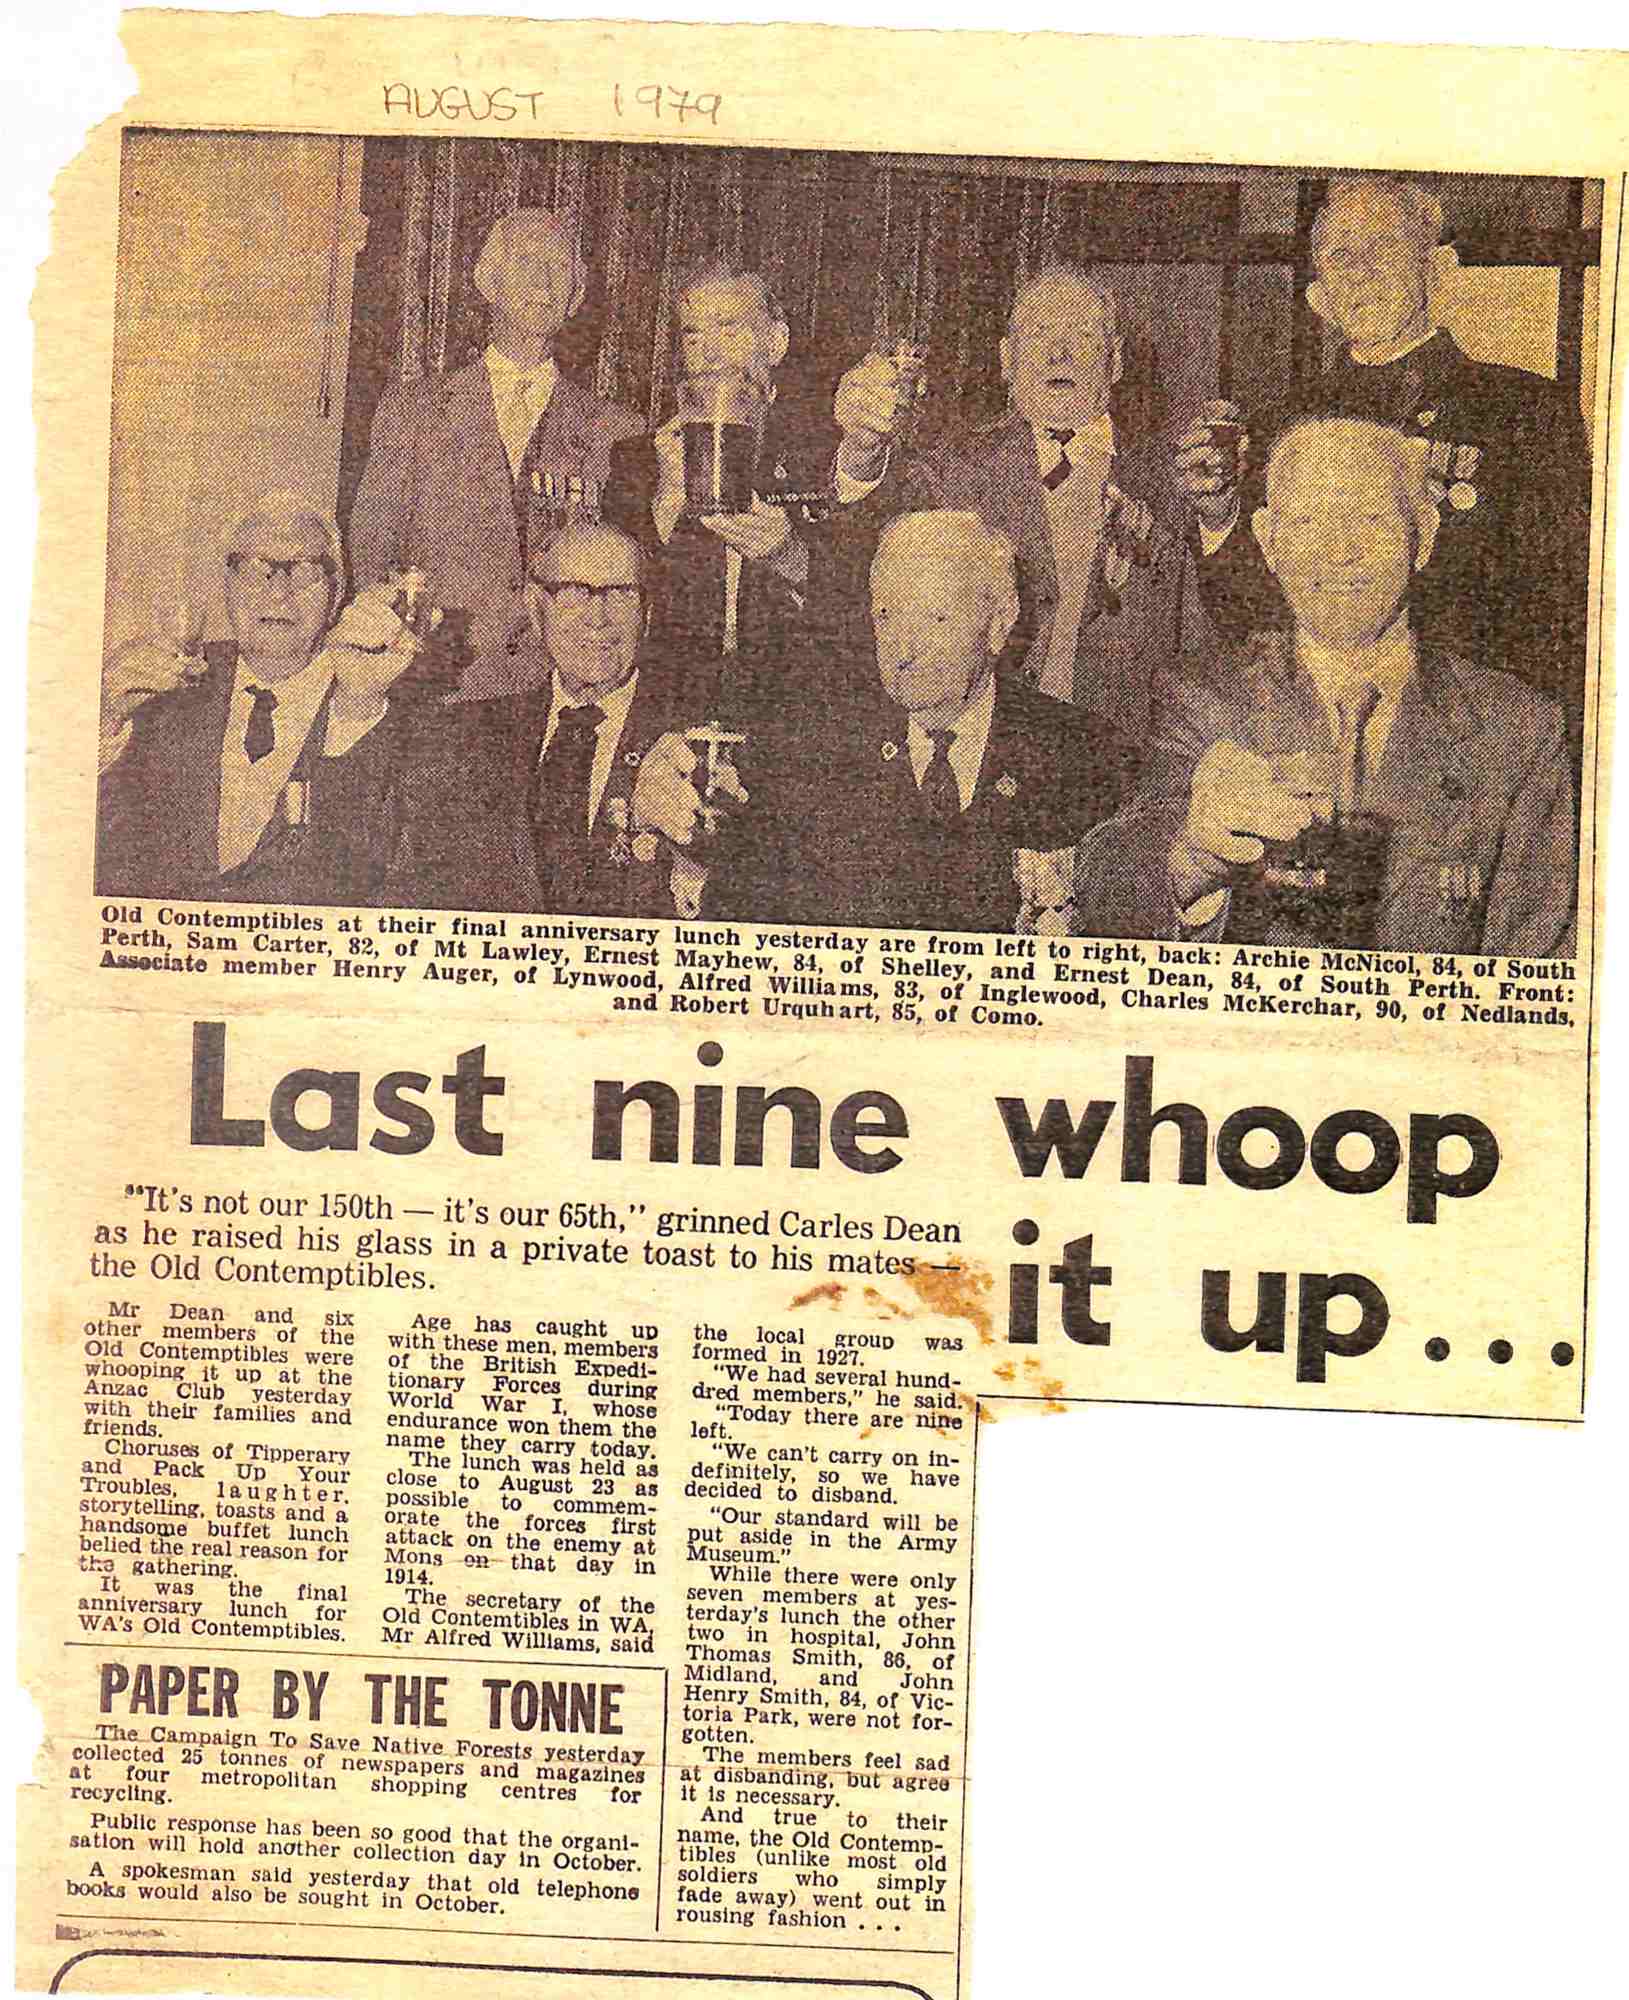 AUGUST 1979
Old Contemptibles at their final anniversary lunch yesterday are from left to right, back: Archie McNicol, 84, of South
Perth, Sam Carter, 82, of Mt Lawley, Ernest Mayhew, 84, of Shelley, and Ernest Dean, 84, of South Perth. Front:
Associate member Henry Auger, of Lynwood, Alfred Williams, 83, of Inglewood, Charles McKerchar, 90, of Nedlands,
and Robert Urquhart, 85, of Como.
Last nine whoop
it up...
"It's not our 150th — it's our 65th," grinned Carles Dean
as he raised his glass in a private toast to his mates —
the Old Contemptibles.
Mr Dean and six
other members of the
Old Contemptibles were
whooping it up at the
Anzac Club yesterday
with their families and
friends.
Choruses of Tipperary
and Pack Up Your
Troubles, laughter,
storytelling, toasts and a
handsome buffet lunch
belied the real reason for
the gathering.
It was the final
anniversary lunch for
WA's Old Contemptibles.
Age has caught up
with these men, members
of the British Expedi-
tionary Forces during
World War I, whose
endurance won them the
name they carry today.
The lunch was held as
close to August 23 as
possible to commem-
orate the forces first
attack on the enemy at
Mons on that day in
1914.
The secretary of the
Old Contemtibles in WA,
Mr Alfred Williams, said
the local group was
formed in 1927.
"We had several hund-
dred members," he said.
"Today there are nine
left.
"We can't carry on in-
definitely, so we have
decided to disband.
"Our standard will be
put aside in the Army
Museum."
While there were only
seven members at yes-
terday's lunch the other
two in hospital, John
Thomas Smith, 86, of
Midland, and John
Henry Smith, 84, of Vic-
toria Park, were not for-
gotten.
The members feel sad
at disbanding, but agree
it is necessary.
And true to their
name, the Old Contemp-
tibles (unlike most old
soldiers who simply
fade away) went out in
rousing fashion . . .
PAPER BY THE TONNE
The Campaign To Save Native Forests yesterday
collected 25 tonnes of newspapers and magazines
at four metropolitan shopping centres for
recycling.
Public response has been so good that the organi-
sation will hold another collection day in October.
A spokesman said yesterday that old telephone
books would also be sought in October.